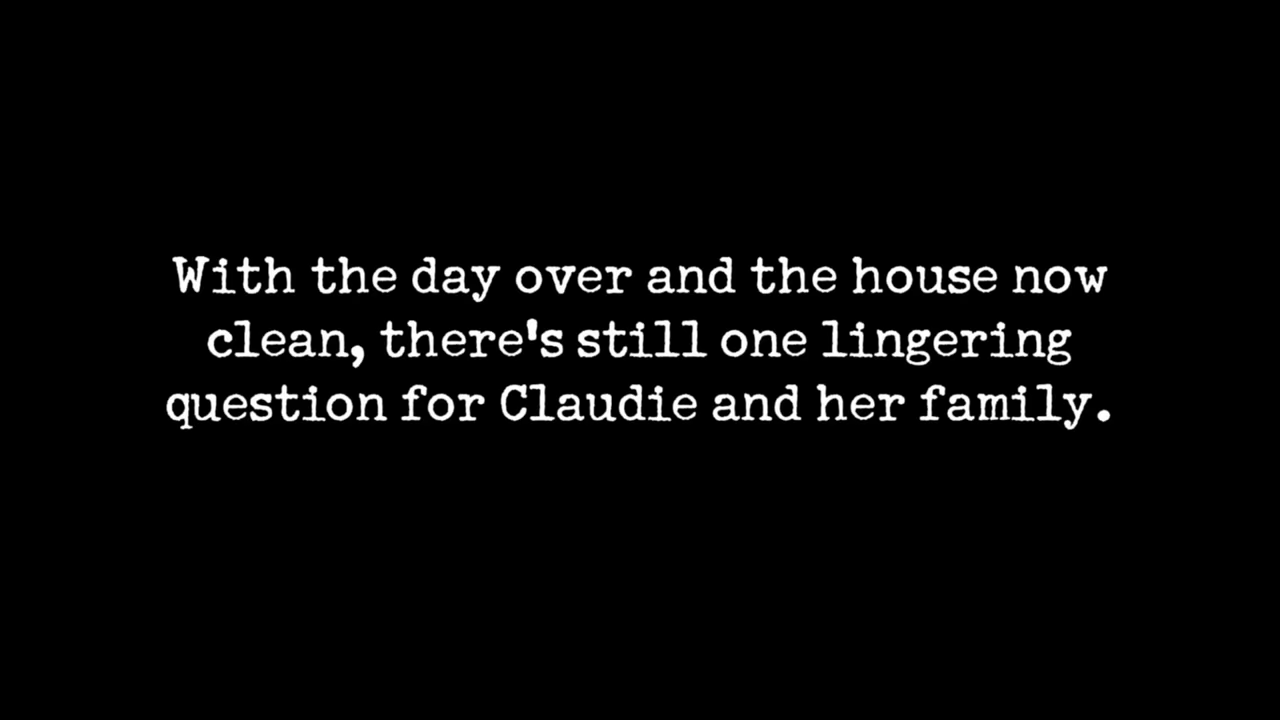 With the day over and the house now
clean, there's still one lingering
question for Claudie and her family.